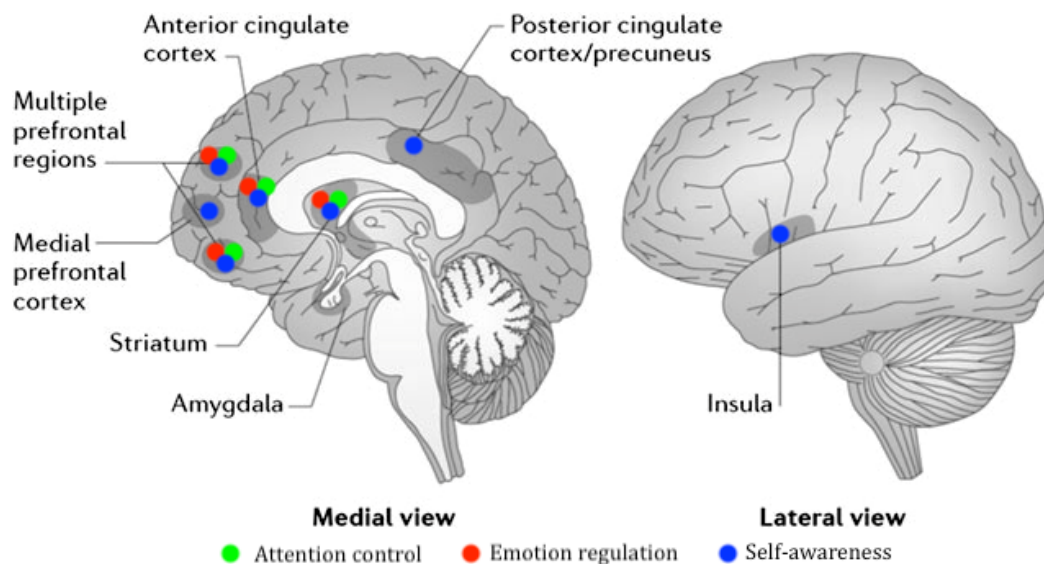 Anterior cingulate
cortex
Posterior cingulate
cortex/precuneus
Multiple
prefrontal
regions
Medial
prefrontal
cortex
Striatum
Amygdala
Insula
Medial view
Lateral view
Attention control
Emotion regulation
Self-awareness